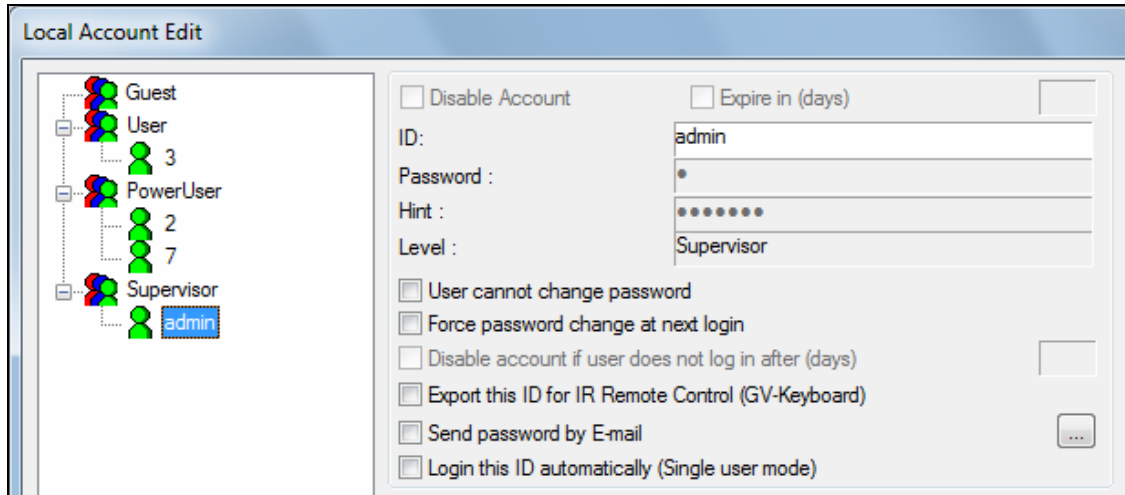 Local Account Edit
Guest
User
3
PowerUser
2
7
Supervisor
admin
Disable Account Expire in (days)
ID: admin
Password : •
Hint : •••••••
Level : Supervisor
User cannot change password
Force password change at next login
Disable account if user does not log in after (days)
Export this ID for IR Remote Control (GV-Keyboard)
Send password by E-mail ...
Login this ID automatically (Single user mode)